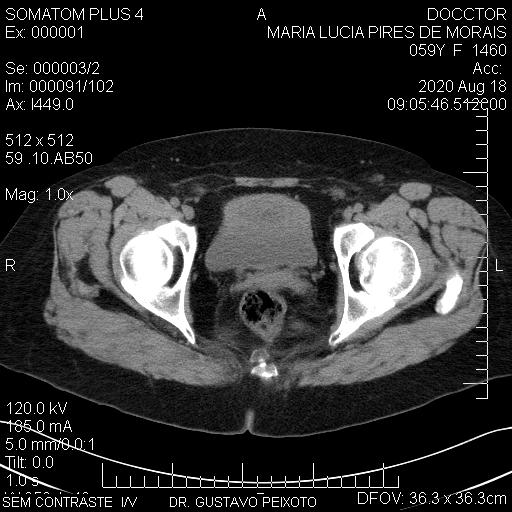 SOMATOM PLUS 4
Ex: 000001
Se: 000003/2
Im: 000091/102
Ax: I449.0
512 x 512
59 .10.AB50
Mag: 1.0x
A
DOCCTOR
MARIA LUCIA PIRES DE MORAIS
059Y F 1460
Acc:
2020 Aug 18
09:05:46.512
R
L
120.0 kV
185.0 mA
5.0 mm/0.0:1
Tilt: 0.0
1.0 s
SEM CONTRASTE I/V
DR. GUSTAVO PEIXOTO
DFOV: 36.3 x 36.3cm